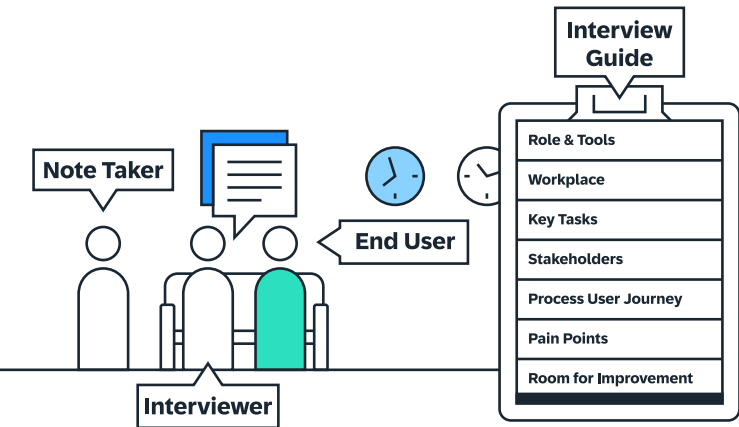 Interview
Guide
Note Taker
End User
Interviewer
Role & Tools
Workplace
Key Tasks
Stakeholders
Process User Journey
Pain Points
Room for Improvement